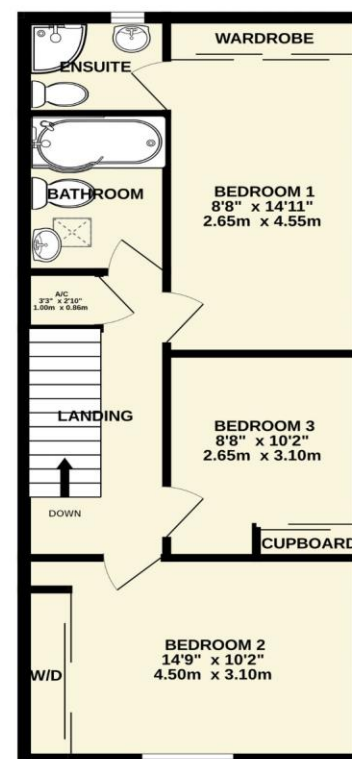 WARDROBE
ENSUITE
BATHROOM
BEDROOM 1
8'8" x 14'11"
2.65m x 4.55m
A/C
3'3" x 2'10"
1.00m x 0.86m
LANDING
DOWN
BEDROOM 3
8'8" x 10'2"
2.65m x 3.10m
CUPBOARD
BEDROOM 2
14'9" x 10'2"
4.50m x 3.10m
W/D